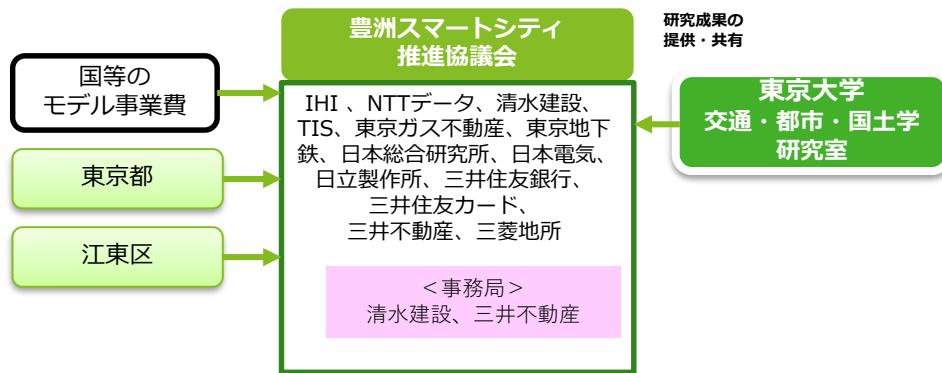 豊洲スマートシティ
推進協議会
研究成果の
提供・共有
国等の
モデル事業費
東京都
江東区
IHI 、NTTデータ、清水建設、
TIS、東京ガス不動産、東京地下
鉄、日本総合研究所、日本電気、
日立製作所、三井住友銀行、
三井住友カード、
三井不動産、三菱地所
＜事務局＞
清水建設、三井不動産
東京大学
交通・都市・国土学
研究室